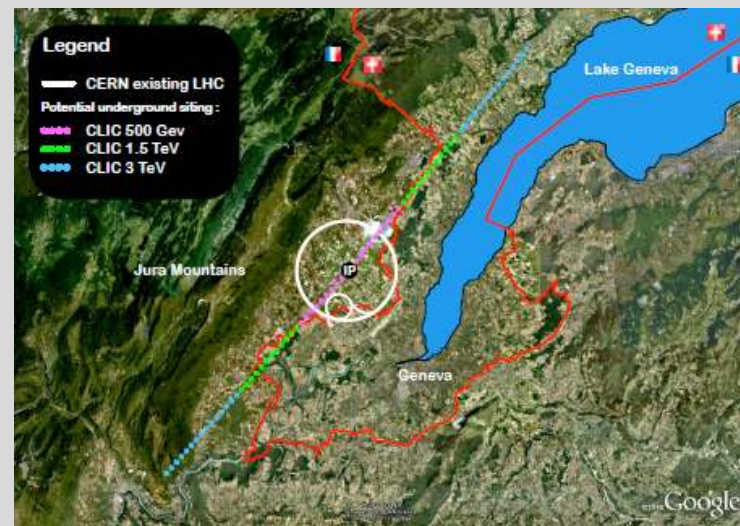 Legend
CERN existing LHC
Potential underground siting :
CLIC 500 Gev
CLIC 1.5 TeV
CLIC 3 TeV
Lake Geneva
Jura Mountains
IP
Geneva
Google